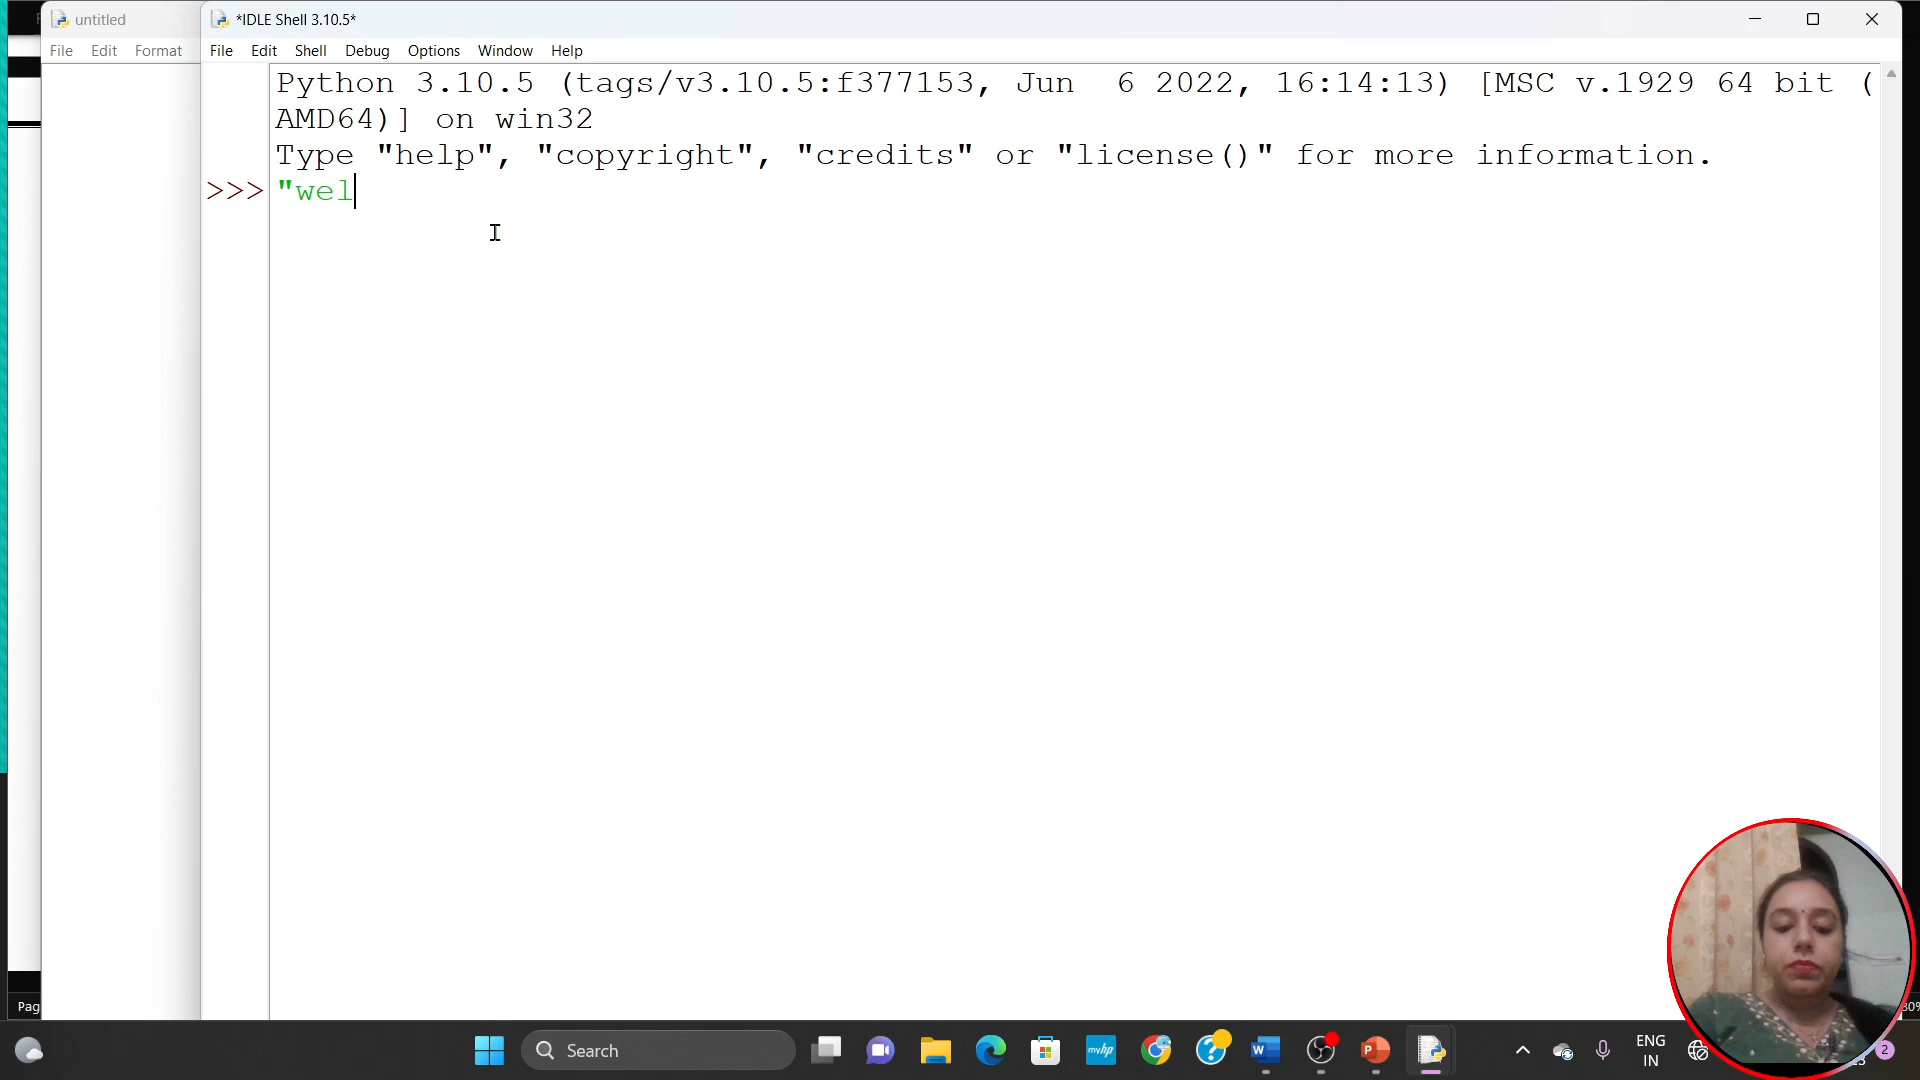 untitled
*IDLE Shell 3.10.5*
File Edit Format
File Edit Shell Debug Options Window Help
Python 3.10.5 (tags/v3.10.5:f377153, Jun  6 2022, 16:14:13) [MSC v.1929 64 bit (
AMD64)] on win32
Type "help", "copyright", "credits" or "license()" for more information.
>>> "wel
Pag
Search
myhp
W
P
ENG
IN
2